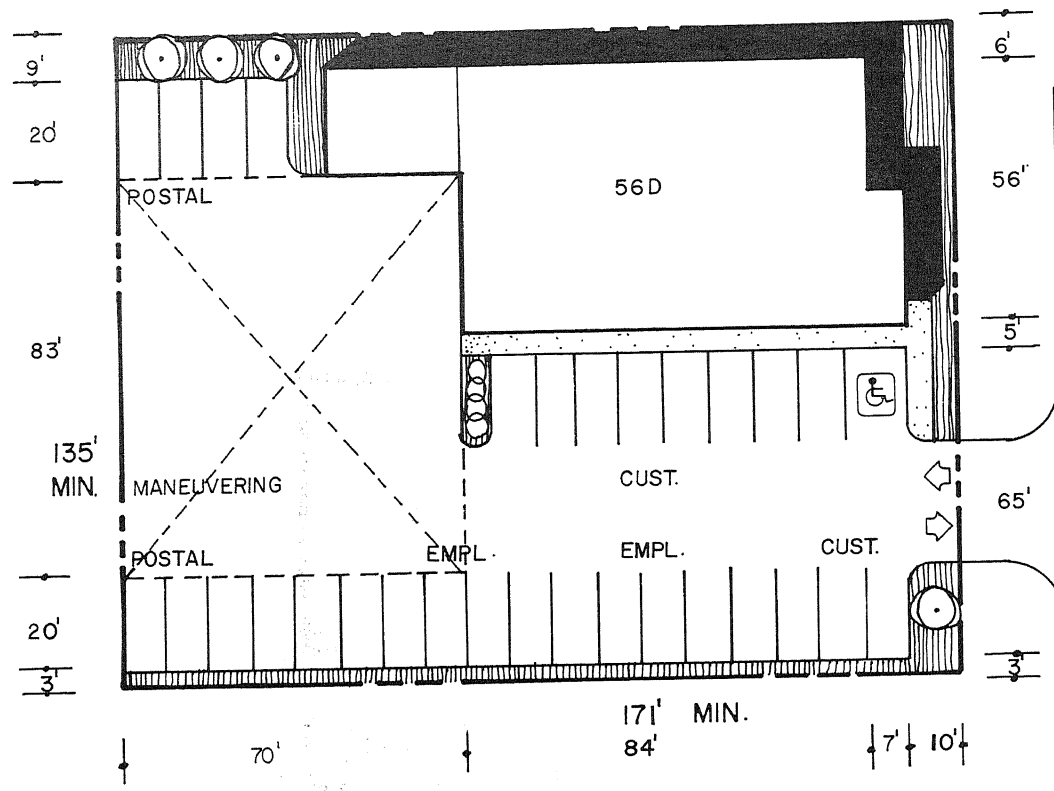 6'
9'
20'
POSTAL
56D
56'
5'
83'
135'
MIN.
MANEUVERING
CUST.
65'
POSTAL
EMPL.
EMPL.
CUST.
20'
3'
3'
171' MIN.
70'
84'
7'
10'